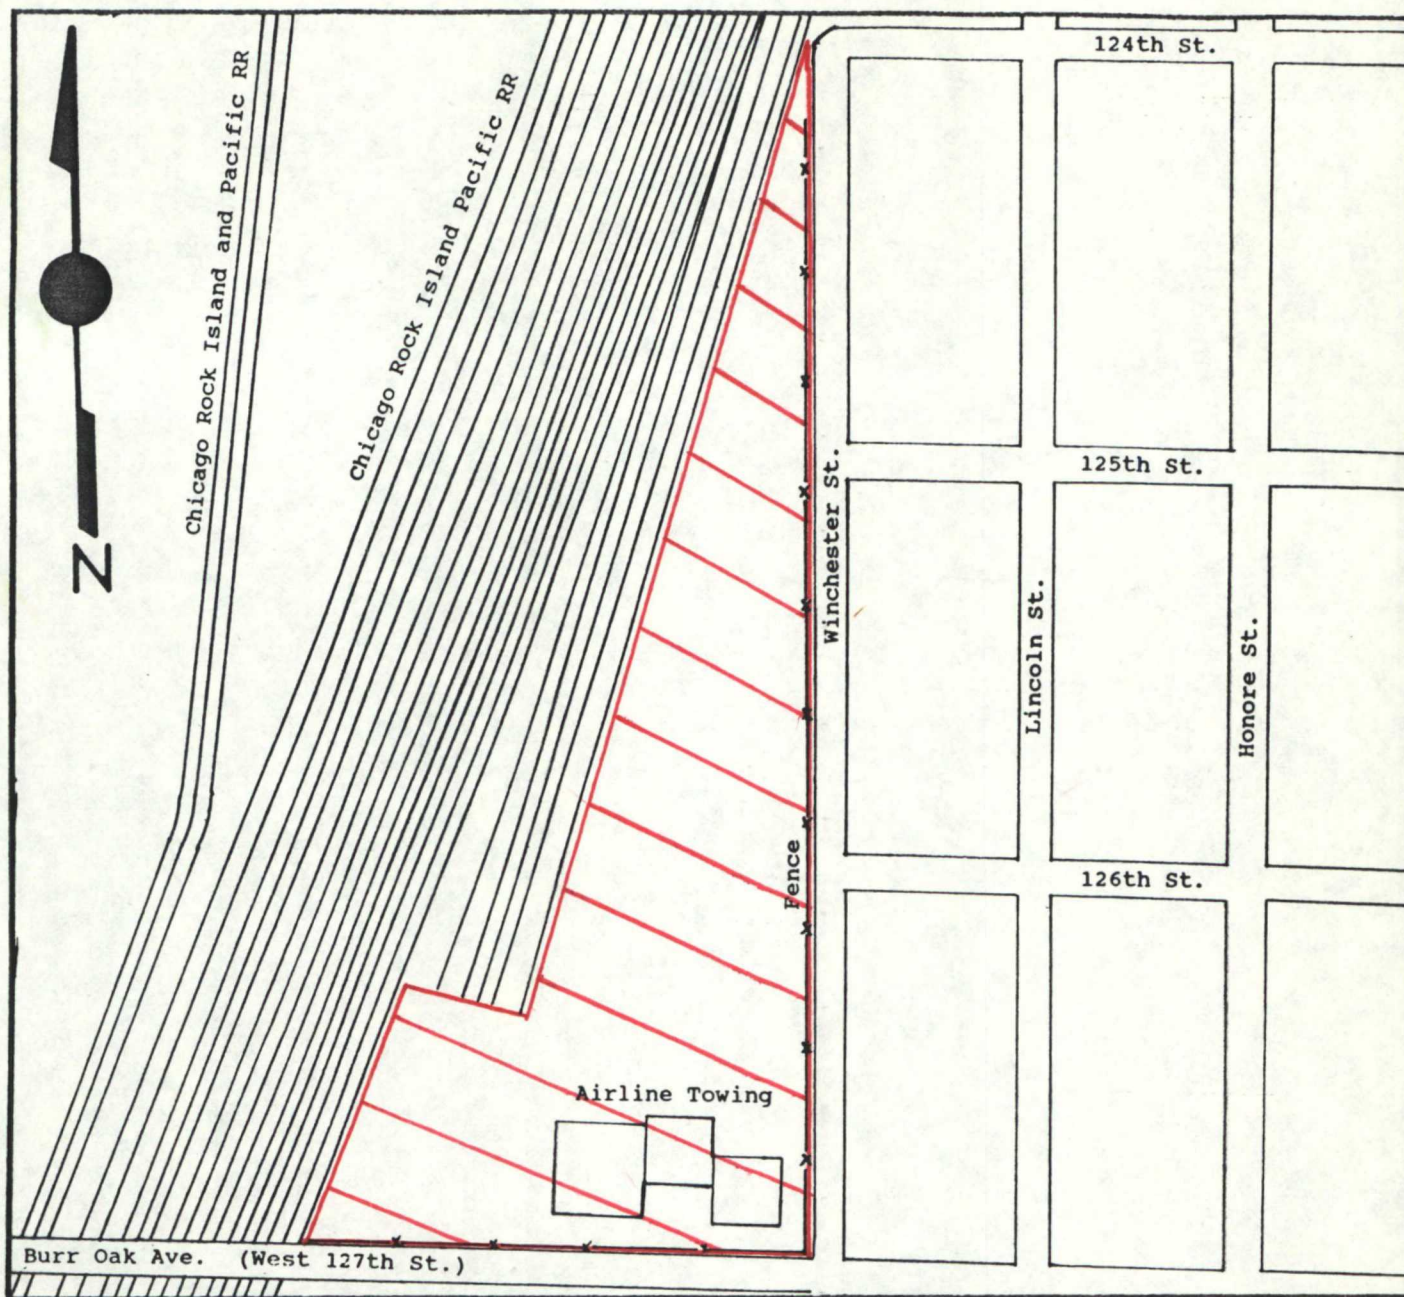 124th St.
Chicago Rock Island and Pacific RR
Chicago Rock Island Pacific RR
125th St.
Winchester St.
N
Lincoln St.
Honore St.
Fence
126th St.
Airline Towing
Burr Oak Ave. (West 127th St.)